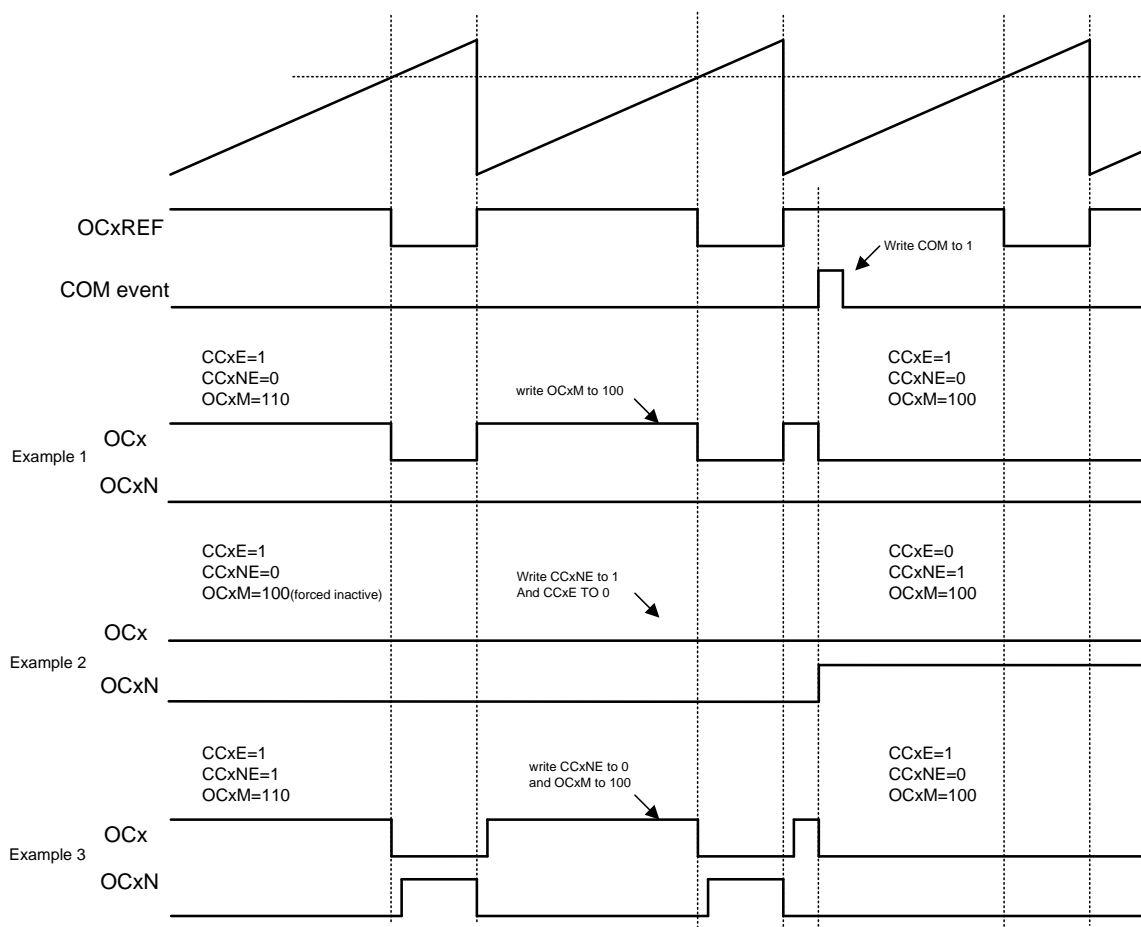 OCxREF
Write COM to 1
COM event
CCxE=1
CCxNE=0
OCxM=110
write OCxM to 100
CCxE=1
CCxNE=0
OCxM=100
OCx
Example 1
OCxN
CCxE=1
CCxNE=0
OCxM=100(forced inactive)
Write CCxNE to 1
And CCxE TO 0
CCxE=0
CCxNE=1
OCxM=100
OCx
Example 2
OCxN
CCxE=1
CCxNE=1
OCxM=110
write CCxNE to 0
and OCxM to 100
CCxE=1
CCxNE=0
OCxM=100
OCx
Example 3
OCxN